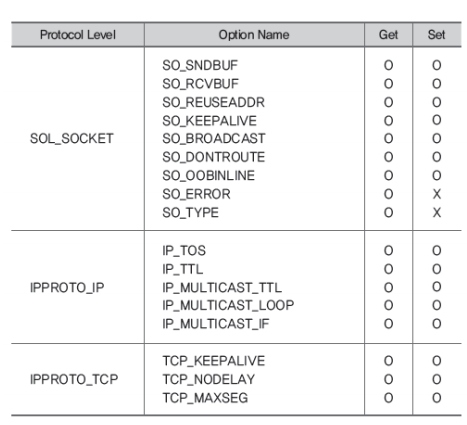 Protocol Level Option Name Get Set
SO_SNDBUF O O
SO_RCVBUF O O
SO_REUSEADDR O O
SO_KEEPALIVE O O
SOL_SOCKET SO_BROADCAST O O
SO_DONTROUTE O O
SO_OOBINLINE O O
SO_ERROR O X
SO_TYPE O X
IP_TOS O O
IP_TTL O O
IPPROTO_IP IP_MULTICAST_TTL O O
IP_MULTICAST_LOOP O O
IP_MULTICAST_IF O O
TCP_KEEPALIVE O O
IPPROTO_TCP TCP_NODELAY O O
TCP_MAXSEG O O